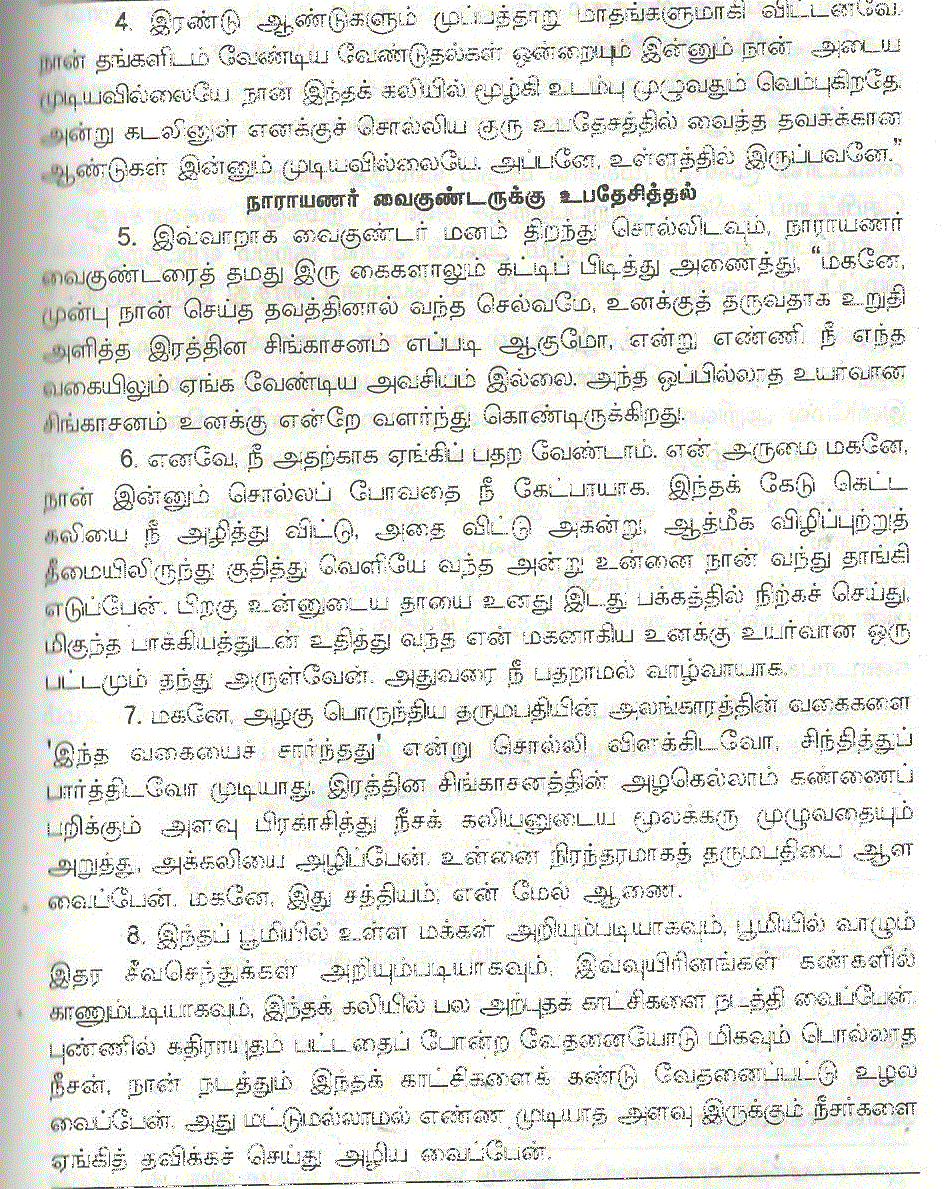 4. இரண்டு ஆண்டுகளும் முப்பத்தாறு மாதங்களுமாகி விட்டனவே.
நான் தங்களிடம் வேண்டிய வேண்டுதல்கள் ஒன்றையும் இன்னும் நான் அடைய
முடியவில்லையே நான் இந்தக் கலியில் மூழ்கி உடம்பு முழுவதும் வெம்புகிறதே.
அன்று கடலினுள் எனக்குச் சொல்லிய குரு உபதேசத்தில் வைத்த தவசுக்கான
ஆண்டுகள் இன்னும் முடியவில்லையே. அப்பனே, உள்ளத்தில் இருப்பவனே."
நாராயணர் வைகுண்டருக்கு உபதேசித்தல்
5. இவ்வாறாக வைகுண்டர் மனம் திறந்து சொல்லிடவும், நாராயணர்
வைகுண்டரைத் தமது இரு கைகளாலும் கட்டிப் பிடித்து அணைத்து, "மகனே,
முன்பு நான் செய்த தவத்தினால் வந்த செல்வமே, உனக்குத் தருவதாக உறுதி
அளித்த இரத்தின சிங்காசனம் எப்படி ஆகுமோ, என்று எண்ணி நீ எந்த
வகையிலும் ஏங்க வேண்டிய அவசியம் இல்லை. அந்த ஒப்பில்லாத உயர்வான
சிங்காசனம் உனக்கு என்றே வளர்ந்து கொண்டிருக்கிறது.
6. எனவே, நீ அதற்காக ஏங்கிப் பதற வேண்டாம். என் அருமை மகனே,
நான் இன்னும் சொல்லப் போவதை நீ கேட்பாயாக. இந்தக் கேடு கெட்ட
கலியை நீ அழித்து விட்டு, அதை விட்டு அகன்று, ஆத்மீக விழிப்புற்றுத்
தீமையிலிருந்து குதித்து வெளியே வந்த அன்று உன்னை நான் வந்து தாங்கி
எடுப்பேன். பிறகு உன்னுடைய தாயை உனது இடது பக்கத்தில் நிற்கச் செய்து,
மிகுந்த பாக்கியத்துடன் உதித்து வந்த என் மகனாகிய உனக்கு உயர்வான ஒரு
பட்டமும் தந்து அருள்வேன். அதுவரை நீ பதறாமல் வாழ்வாயாக.
7. மகனே, அழகு பொருந்திய தருமபதியின் அலங்காரத்தின் வகைகளை
'இந்த வகையைச் சார்ந்தது' என்று சொல்லி விளக்கிடவோ, சிந்தித்துப்
பார்த்திடவோ முடியாது. இரத்தின சிங்காசனத்தின் அழகெல்லாம் கண்ணைப்
பறிக்கும் அளவு பிரகாசித்து நீசக் கலியனுடைய மூலக்கரு முழுவதையும்
அறுத்து, அக்கலியை அழிப்பேன். உன்னை நிரந்தரமாகத் தருமபதியை ஆள
வைப்பேன். மகனே, இது சத்தியம், என் மேல் ஆணை.
8. இந்தப் பூமியில் உள்ள மக்கள் அறியும்படியாகவும், பூமியில் வாழும்
இதர சீவசெந்துக்கள் அறியும்படியாகவும், இவ்வுயிரினங்கள் கண்களில்
காணும்படியாகவும், இந்தக் கலியில் பல அற்புதக் காட்சிகளை நடத்தி வைப்பேன்.
புண்ணில் கதிராயுதம் பட்டதைப் போன்ற வேதனையோடு மிகவும் பொல்லாத
நீசன், நான் நடத்தும் இந்தக் காட்சிகளைக் கண்டு வேதனைப்பட்டு உழல
வைப்பேன். அது மட்டுமல்லாமல் எண்ண முடியாத அளவு இருக்கும் நீசர்களை
ஏங்கித் தவிக்கச் செய்து அழிய வைப்பேன்.